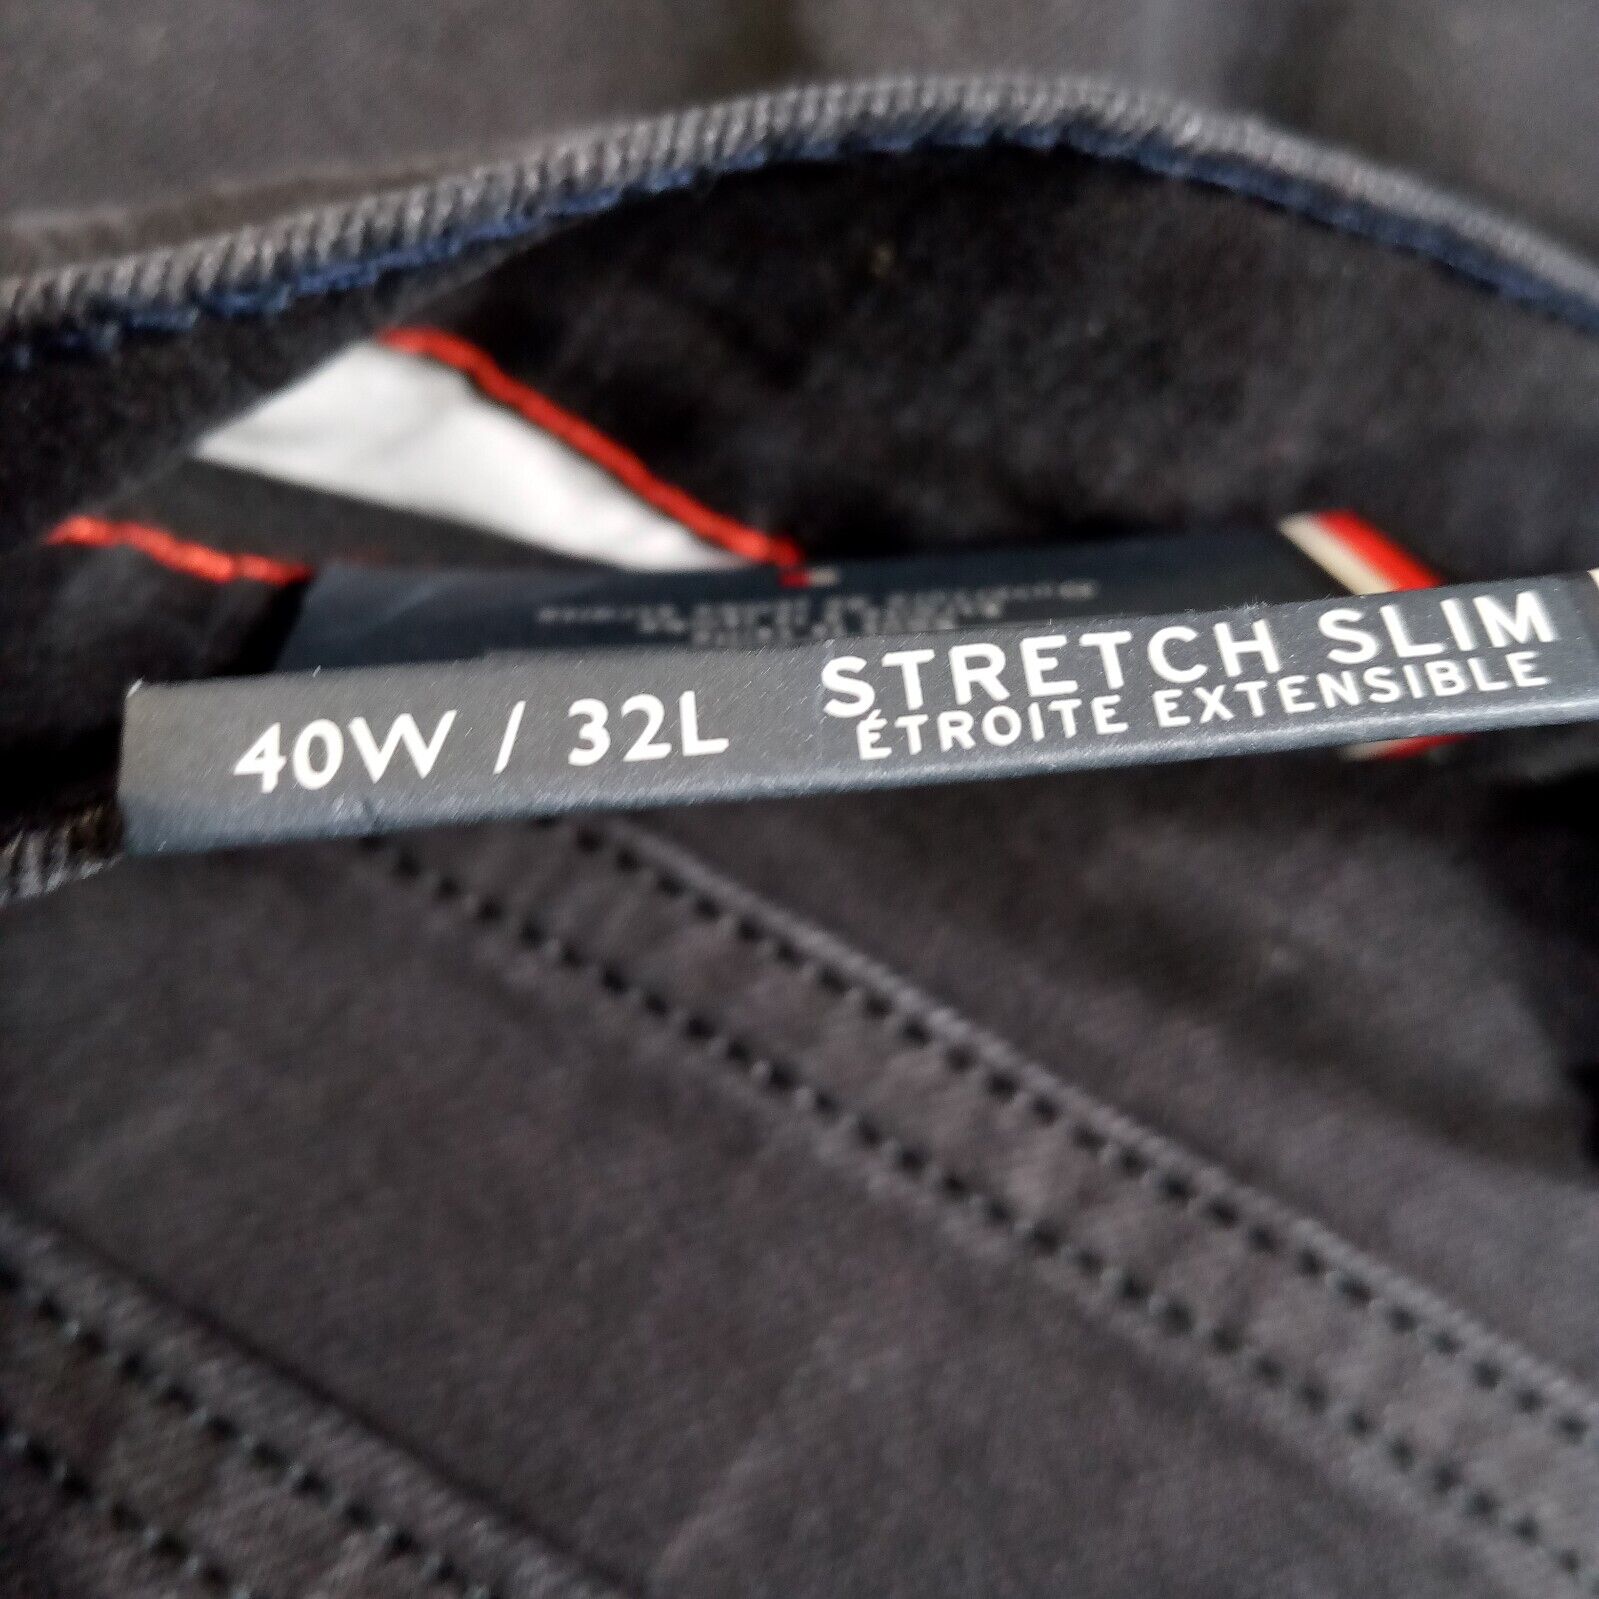 40W / 32L
STRETCH SLIM
ÉTROITE EXTENSIBLE